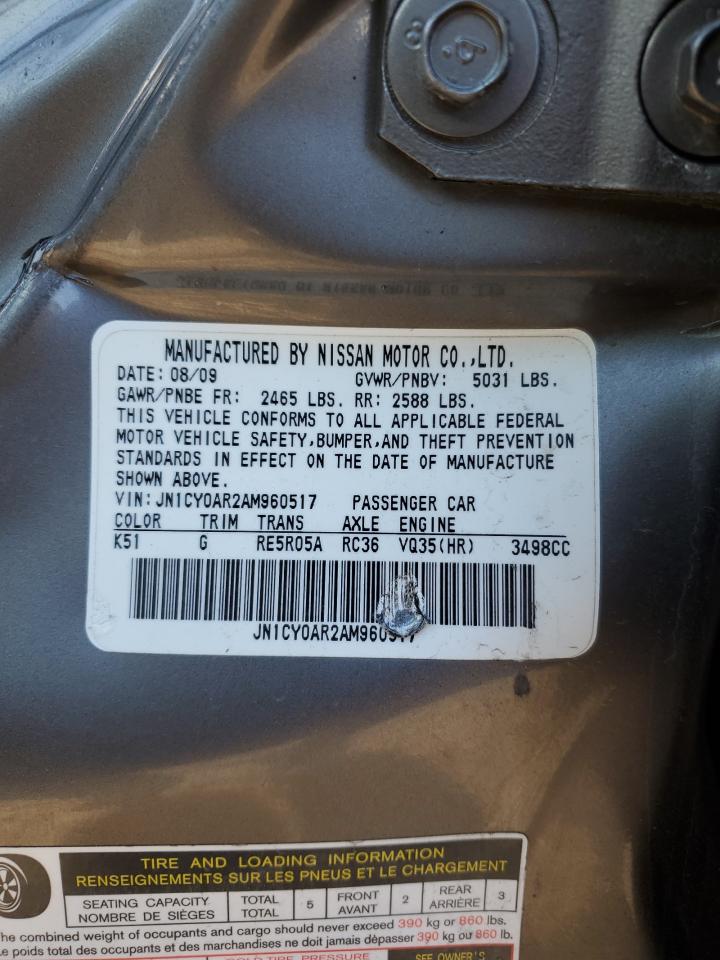 MANUFACTURED BY NISSAN MOTOR CO.,LTD.
DATE: 08/09 GVWR/PNBV: 5031 LBS.
GAWR/PNBE FR: 2465 LBS. RR: 2588 LBS.
THIS VEHICLE CONFORMS TO ALL APPLICABLE FEDERAL
MOTOR VEHICLE SAFETY,BUMPER,AND THEFT PREVENTION
STANDARDS IN EFFECT ON THE DATE OF MANUFACTURE
SHOWN ABOVE.
VIN: JN1CY0AR2AM960517 PASSENGER CAR
COLOR TRIM TRANS AXLE ENGINE
K51 G RE5R05A RC36 VQ35(HR) 3498CC
JN1CY0AR2AM960517
TIRE AND LOADING INFORMATION
RENSEIGNEMENTS SUR LES PNEUS ET LE CHARGEMENT
SEATING CAPACITY TOTAL 5 FRONT 2 REAR 3
NOMBRE DE SIÈGES TOTAL AVANT ARRIÈRE
The combined weight of occupants and cargo should never exceed 390 kg or 860 lbs.
Le poids total des occupants et des marchandises ne doit jamais dépasser 390 kg ou 860 lb.
COLD TIRE PRESSURE SEE OWNER'S